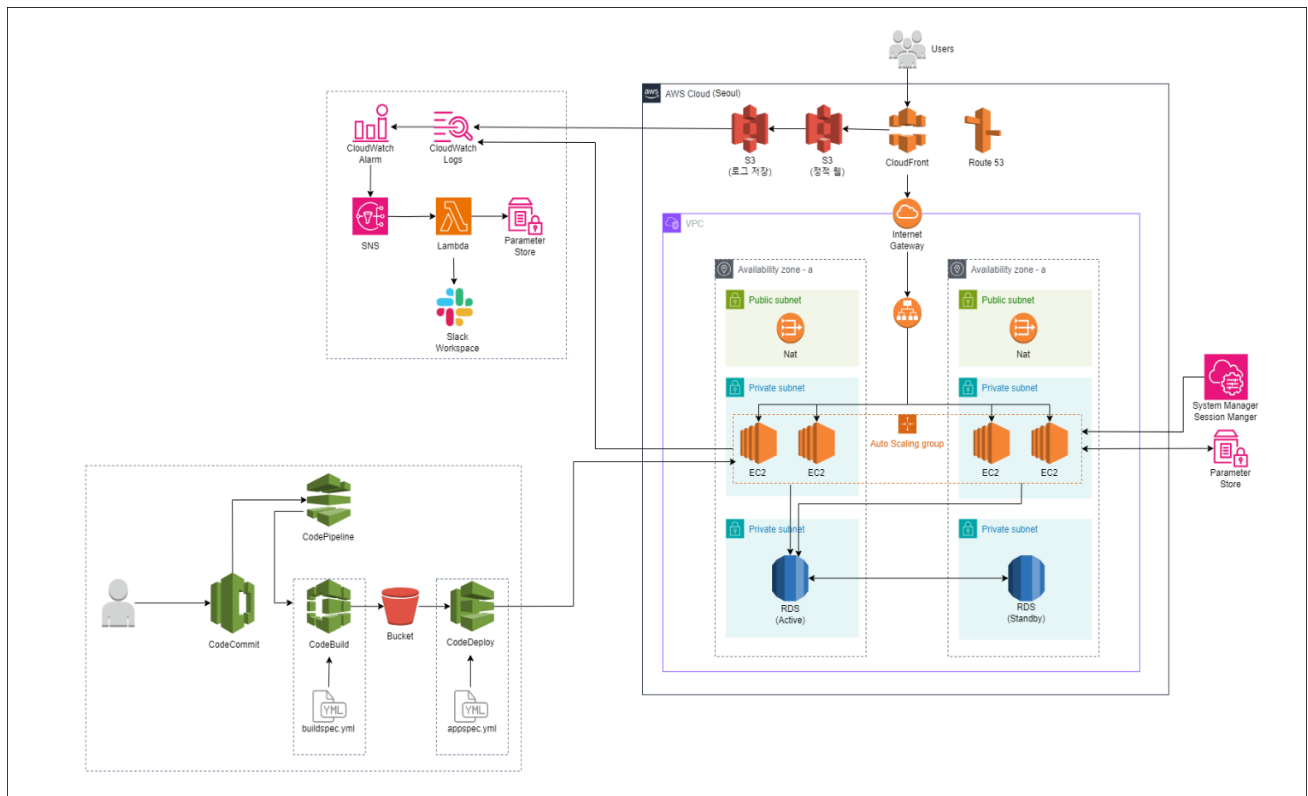 Users
aws
AWS Cloud (Seoul)
CloudWatch
Alarm
CloudWatch
Logs
S3
(로그 저장)
S3
(정적 웹)
CloudFront
Route 53
SNS
Lambda
Parameter
Store
Slack
Workspace
VPC
Internet
Gateway
Availability zone - a
Availability zone - a
Public subnet
Nat
Public subnet
Nat
Private subnet
Private subnet
Auto Scaling group
EC2
EC2
EC2
EC2
System Manager
Session Manger
Parameter
Store
Private subnet
Private subnet
RDS
(Active)
RDS
(Standby)
CodePipeline
CodeCommit
CodeBuild
Bucket
CodeDeploy
YML
buildspec.yml
YML
appspec.yml